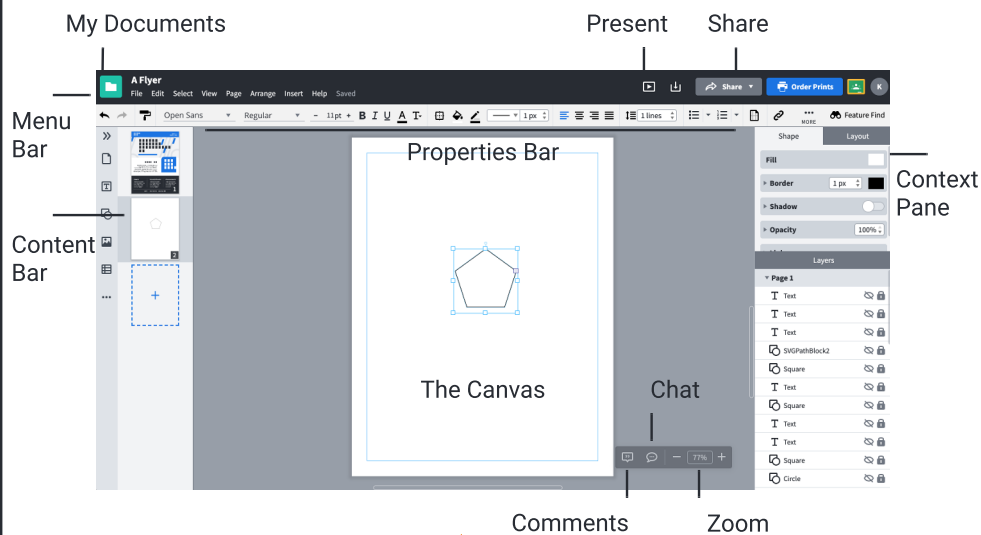 My Documents
Present
Share
A Flyer
File Edit Select View Page Arrange Insert Help Saved
Share
Order Prints
K
Menu
Bar
Open Sans
Regular
- 11pt +
B I U A T-
1 px
1 lines
MORE
Feature Find
Properties Bar
Shape
Layout
Fill
Border
1 px
Shadow
Opacity
100%
Context
Pane
Content
Bar
2
+
Layers
Page 1
Text
Text
Text
SVGPathBlock2
Square
Text
Square
Text
Text
Square
Circle
The Canvas
Chat
77%
Comments
Zoom